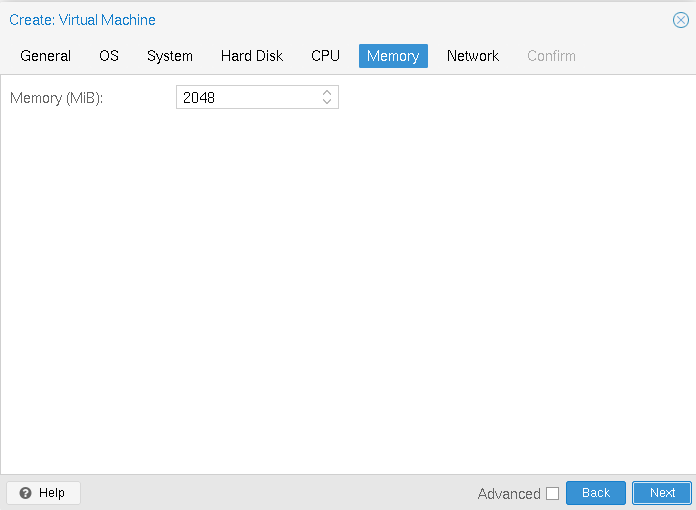 Create: Virtual Machine
General OS System Hard Disk CPU Memory Network Confirm
Memory (MiB): 2048
Help Advanced Back Next